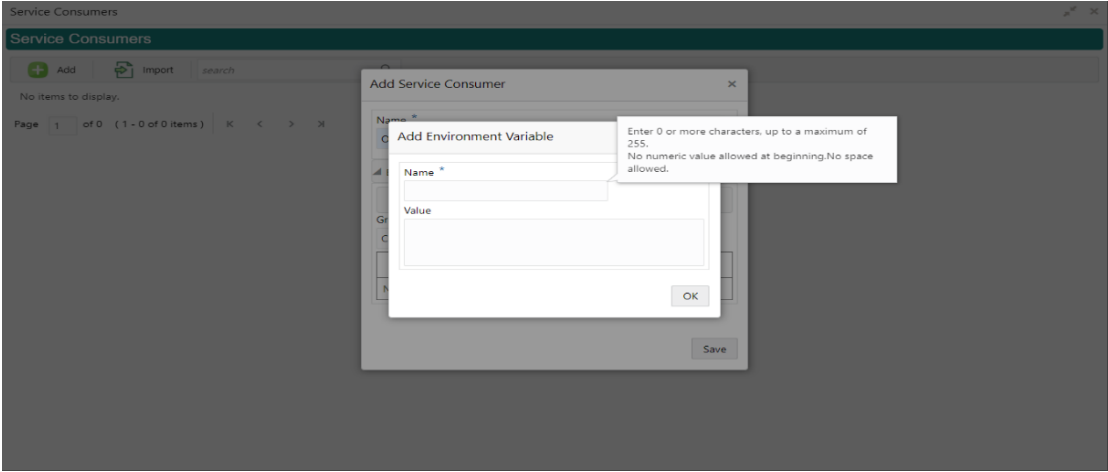 Service Consumers
Service Consumers
Add Import search
No items to display.
Page 1 of 0 (1 - 0 of 0 items)
Add Service Consumer
Name *
Add Environment Variable
Enter 0 or more characters, up to a maximum of
255.
No numeric value allowed at beginning.No space
allowed.
Name *
Value
OK
Save